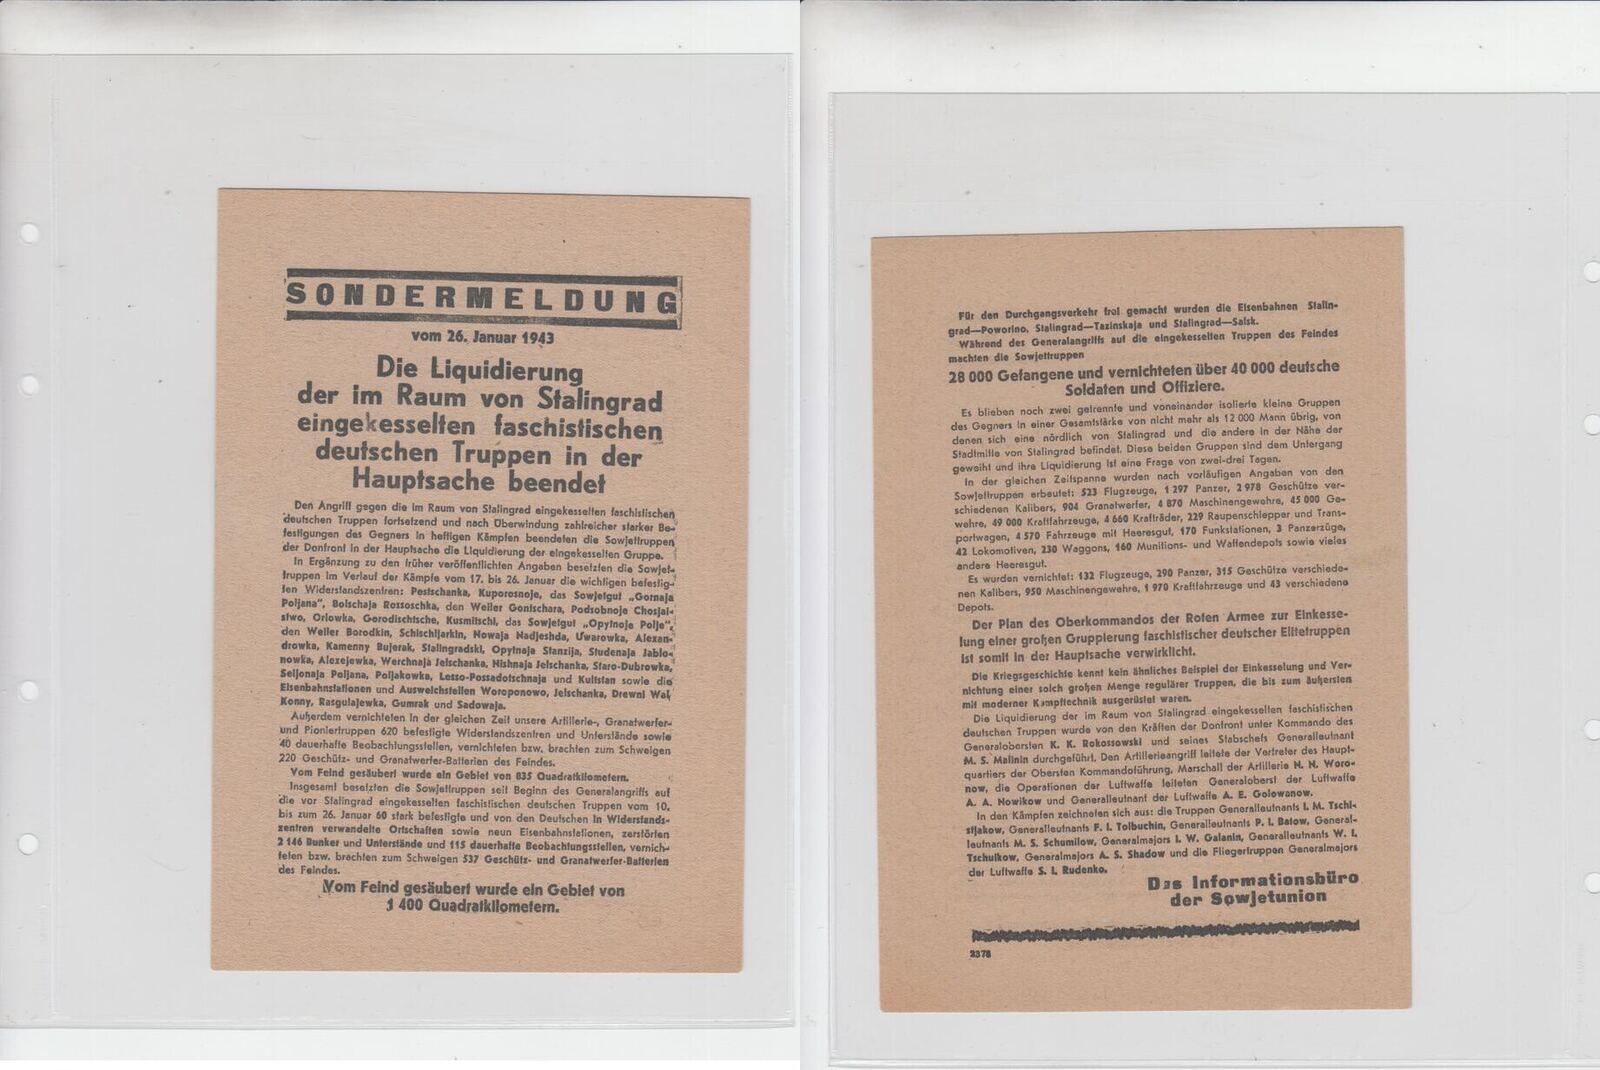 SONDERMELDUNG
vom 26. Januar 1943
Die Liquidierung
der im Raum von Stalingrad
eingekesselten faschistischen
deutschen Truppen in der
Hauptsache beendet
Den Angriff gegen die im Raum von Stalingrad eingekesselten faschistischen
deutschen Truppen fortsetzend und nach Überwindung zahlreicher starker Be-
festigungen des Gegners in heftigen Kämpfen beendeten die Sowjettruppen
der Donfront in der Hauptsache die Liquidierung der eingekesselten Gruppe.
In Ergänzung zu den früher veröffentlichten Angaben besetzten die Sowjet-
truppen im Verlauf der Kämpfe vom 17. bis 26. Januar die wichtigen befestig-
ten Widerstandszentren: Pestschanka, Kuporosnoje, das Sowjetgut „Gornaja
Poljana", Bolschaja Rossoschka, den Weiler Gontschara, Podsobnoje Chosjai-
stwo, Orlowka, Gorodischtsche, Kusmitschi, das Sowjetgut „Opytnoje Polje",
den Weiler Borodkin, Schischljarkin, Nowaja Nadjeshda, Uwarowka, Alexan-
drowka, Kamenny Bujerak, Stalingradski, Opytnaja Stanzija, Studenaja Jablo-
nowka, Alexejewka, Werchnaja Jelschanka, Nishnaja Jelschanka, Staro-Dubrowka,
Seljonaja Poljana, Poljakowka, Lesso-Possadotschnaja und Kultstan sowie die
Eisenbahnstationen und Ausweichstellen Woroponowo, Jelschanka, Drewni Wal,
Konny, Rasgulajewka, Gumrak und Sadowaja.
Außerdem vernichteten in der gleichen Zeit unsere Artillerie-, Granatwerfer-
und Pioniertruppen 620 befestigte Widerstandszentren und Unterstände sowie
40 dauerhafte Beobachtungsstellen, vernichteten bzw. brachten zum Schweigen
220 Geschütz- und Granatwerfer-Batterien des Feindes.
Vom Feind gesäubert wurde ein Gebiet von 835 Quadratkilometern.
Insgesamt besetzten die Sowjettruppen seit Beginn des Generalangriffs auf
die vor Stalingrad eingekesselten faschistischen deutschen Truppen vom 10.
bis zum 26. Januar 60 stark befestigte und von den Deutschen in Widerstands-
zentren verwandelte Ortschaften sowie neun Eisenbahnstationen, zerstörten
2 146 Bunker und Unterstände und 115 dauerhafte Beobachtungsstellen, vernich-
teten bzw. brachten zum Schweigen 537 Geschütz- und Granatwerfer-Batterien
des Feindes.
Vom Feind gesäubert wurde ein Gebiet von
1 400 Quadratkilometern.
Für den Durchgangsverkehr frei gemacht wurden die Eisenbahnen Stalin-
grad—Poworino, Stalingrad—Tazinskaja und Stalingrad—Salsk.
Während des Generalangriffs auf die eingekesselten Truppen des Feindes
machten die Sowjettruppen
28 000 Gefangene und vernichteten über 40 000 deutsche
Soldaten und Offiziere.
Es blieben noch zwei getrennte und voneinander isolierte kleine Gruppen
des Gegners in einer Gesamtstärke von nicht mehr als 12 000 Mann übrig, von
denen sich eine nördlich von Stalingrad und die andere in der Nähe der
Stadtmitte von Stalingrad befindet. Diese beiden Gruppen sind dem Untergang
geweiht und ihre Liquidierung ist eine Frage von zwei-drei Tagen.
In der gleichen Zeitspanne wurden nach vorläufigen Angaben von den
Sowjettruppen erbeutet: 523 Flugzeuge, 1 297 Panzer, 2 978 Geschütze ver-
schiedenen Kalibers, 904 Granatwerfer, 4 870 Maschinengewehre, 45 000 Ge-
wehre, 49 000 Kraftfahrzeuge, 4 660 Krafträder, 229 Raupenschlepper und Trans-
portwagen, 4 570 Fahrzeuge mit Heeresgut, 170 Funkstationen, 3 Panzerzüge,
42 Lokomotiven, 230 Waggons, 160 Munitions- und Waffendepots sowie vieles
andere Heeresgut.
Es wurden vernichtet: 132 Flugzeuge, 290 Panzer, 315 Geschütze verschiede-
nen Kalibers, 950 Maschinengewehre, 1 970 Kraftfahrzeuge und 43 verschiedene
Depots.
Der Plan des Oberkommandos der Roten Armee zur Einkesse-
lung einer großen Gruppierung faschistischer deutscher Elitetruppen
ist somit in der Hauptsache verwirklicht.
Die Kriegsgeschichte kennt kein ähnliches Beispiel der Einkesselung und Ver-
nichtung einer solch großen Menge regulärer Truppen, die bis zum äußersten
mit moderner Kampftechnik ausgerüstet waren.
Die Liquidierung der im Raum von Stalingrad eingekesselten faschistischen
deutschen Truppen wurde von den Kräften der Donfront unter Kommando des
Generalobersten K. K. Rokossowski und seines Stabschefs Generalleutnant
M. S. Malinin durchgeführt. Den Artillerieangriff leitete der Vertreter des Haupt-
quartiers der Obersten Kommandoführung, Marschall der Artillerie N. N. Woro-
now, die Operationen der Luftwaffe leiteten Generaloberst der Luftwaffe
A. A. Nowikow und Generalleutnant der Luftwaffe A. E. Golowanow.
In den Kämpfen zeichneten sich aus: die Truppen Generalleutnants I. M. Tschi-
stjakow, Generalleutnants F. I. Tolbuchin, Generalleutnants P. I. Batow, General-
leutnants M. S. Schumilow, Generalmajors I. W. Galanin, Generalleutnants W. I.
Tschuikow, Generalmajors A. S. Shadow und die Fliegertruppen Generalmajors
der Luftwaffe S. I. Rudenko.
Das Informationsbüro
der Sowjetunion
2378